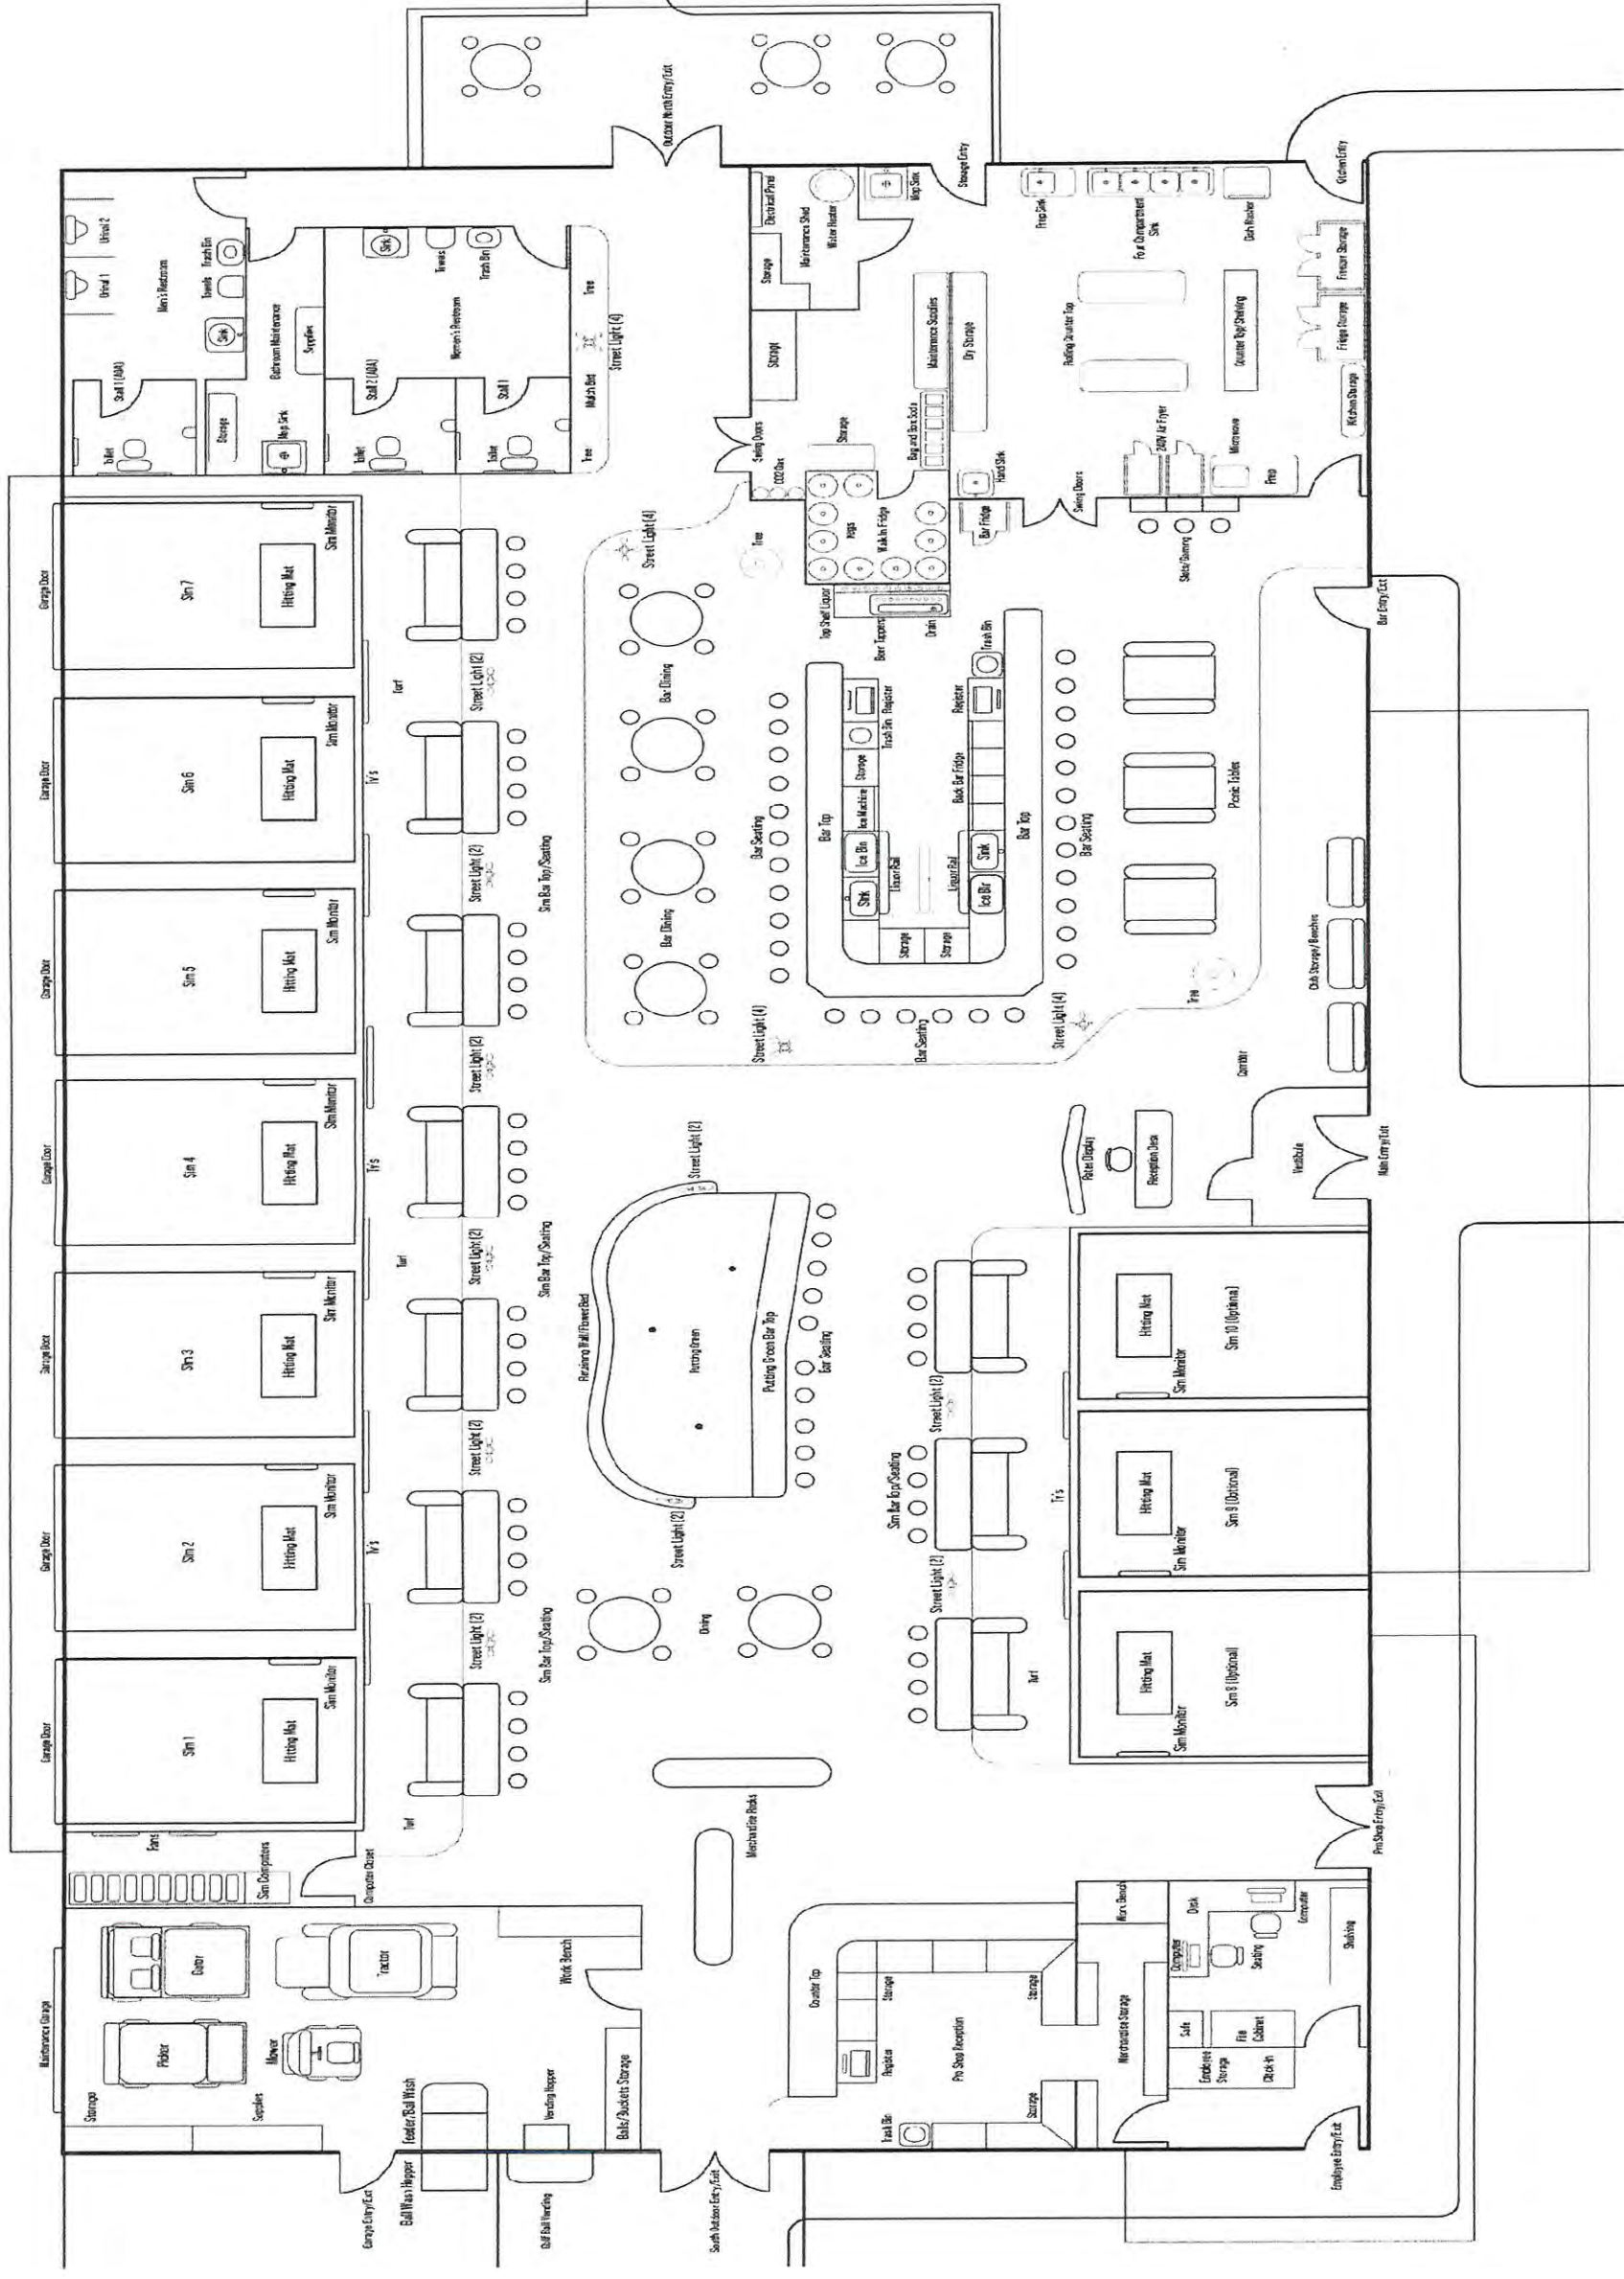 Outdoor North Entry/Exit
Urinal 2
Urinal 1
Trash Bin
Towels
Sink
Men's Restroom
Stall 1 (ADA)
Toilet
Storage
Mop Sink
Bathroom Maintenance
Supplies
Sink
Towels
Trash Bin
Women's Restroom
Stall 2 (ADA)
Toilet
Stall 1
Toilet
Tree
Mulch Bed
Tree
Street Light (4)
Electrical Panel
Storage
Maintenance Shed
Water Heater
Mop Sink
Storage Entry
Storage
Swing Doors
Storage
Maintenance Supplies
Dry Storage
Bag and Box Soda
CO2 Gas
Kegs
Walk In Fridge
Hand Sink
Bar Fridge
Swing Doors
Prep Sink
Four Compartment
Sink
Dish Washer
Kitchen Entry
Rolling Counter Top
Counter Top/Shelving
Freezer Storage
Fridge Storage
Kitchen Storage
240V Air Fryer
Microwave
Prep
Slots/Gaming
Bar Entry/Exit
Garage Door
Sim 7
Hitting Mat
Sim Monitor
Garage Door
Sim 6
Hitting Mat
Sim Monitor
Garage Door
Sim 5
Hitting Mat
Sim Monitor
Garage Door
Sim 4
Hitting Mat
Sim Monitor
Garage Door
Sim 3
Hitting Mat
Sim Monitor
Garage Door
Sim 2
Hitting Mat
Sim Monitor
Garage Door
Sim 1
Hitting Mat
Sim Monitor
Turf
TV's
TV's
Turf
TV's
Turf
Street Light (2)
Street Light (2)
Street Light (2)
Street Light (2)
Street Light (2)
Street Light (2)
Sim Bar Top/Seating
Sim Bar Top/Seating
Sim Bar Top/Seating
Street Light (4)
Tree
Bar Dining
Bar Dining
Top Shelf Liquor
Beer Tappers
Drain
Trash Bin
Bar Seating
Bar Top
Register
Trash Bin
Storage
Ice Machine
Ice Bin
Sink
Liquor Rail
Register
Back Bar Fridge
Liquor Rail
Sink
Ice Bin
Storage
Storage
Bar Top
Bar Seating
Bar Seating
Street Light (4)
Street Light (4)
Picnic Tables
Tree
Club Storage/Benches
Corridor
Rates Display
Reception Desk
Vestibule
Main Entry/Exit
Street Light (2)
Retaining Wall/Flower Bed
Putting Green
Putting Green Bar Top
Bar Seating
Street Light (2)
Dining
Sim Bar Top/Seating
Street Light (2)
Street Light (2)
TV's
Turf
Hitting Mat
Sim Monitor
Sim 10 (Optional)
Hitting Mat
Sim Monitor
Sim 9 (Optional)
Hitting Mat
Sim Monitor
Sim 8 (Optional)
Merchandise Racks
Pro Shop Entry/Exit
Fans
Sim Computers
Computer Closet
Maintenance Garage
Gator
Tractor
Picker
Mower
Work Bench
Storage
Supplies
Feeder/Ball Wash
Vending Hopper
Balls/Buckets Storage
Garage Entry/Exit
Ball Wash Hopper
Golf Ball Vending
South Outdoor Entry/Exit
Counter Top
Register
Storage
Storage
Pro Shop Reception
Trash Bin
Storage
Work Bench
Merchandise Storage
Desk
Computer
Seating
Computer
Shelving
Safe
File
Cabinet
Employee
Storage
Clock-in
Employee Entry/Exit